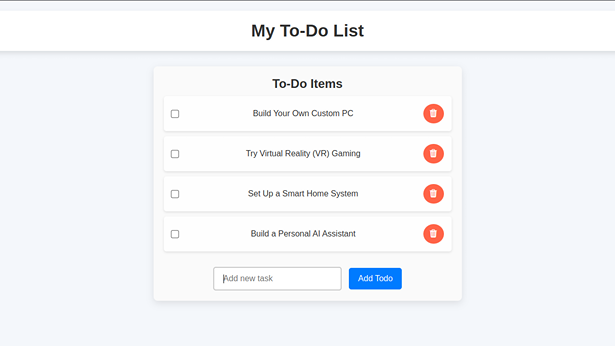 My To-Do List
To-Do Items
Build Your Own Custom PC
Try Virtual Reality (VR) Gaming
Set Up a Smart Home System
Build a Personal AI Assistant
Add new task
Add Todo